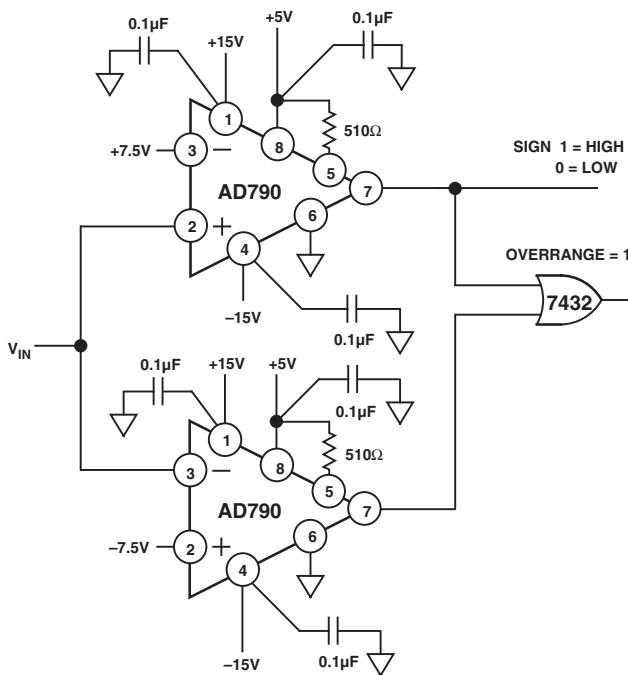 0.1µF
+15V
+5V
0.1µF
1
+7.5V
3
−
8
510Ω
5
SIGN 1 = HIGH
0 = LOW
AD790
7
2
+
6
4
OVERRANGE = 1
7432
–15V
0.1µF
VIN
0.1µF
+15V
+5V
0.1µF
1
3
−
8
510Ω
5
AD790
7
–7.5V
2
+
6
4
–15V
0.1µF